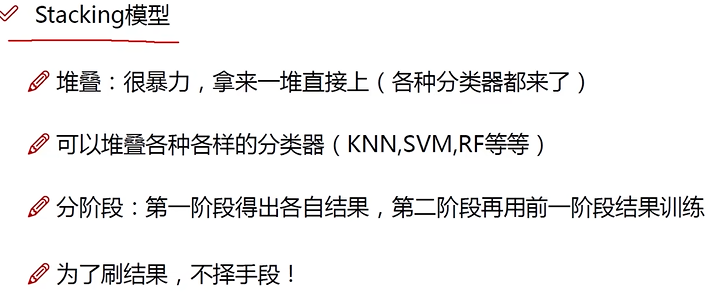 Stacking模型
堆叠：很暴力，拿来一堆直接上（各种分类器都来了）
可以堆叠各种各样的分类器（KNN,SVM,RF等等）
分阶段：第一阶段得出各自结果，第二阶段再用前一阶段结果训练
为了刷结果，不择手段！